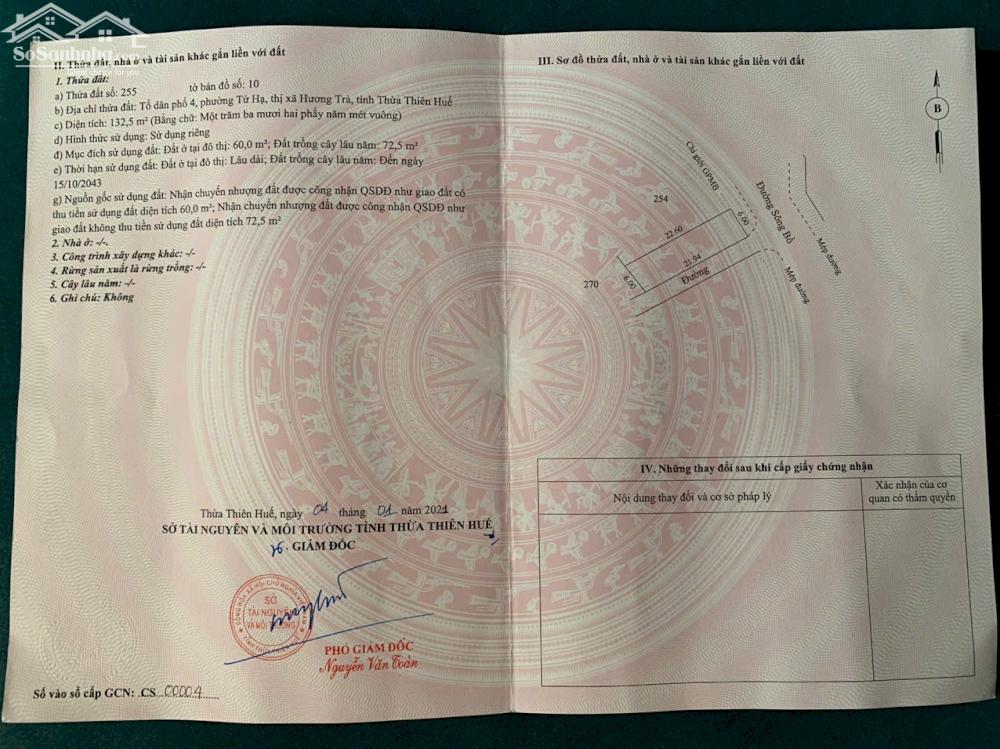 SoSanhnha.com
II. Thửa đất, nhà ở và tài sản khác gắn liền với đất
1. Thửa đất:
a) Thửa đất số: 255 tờ bản đồ số: 10
b) Địa chỉ thửa đất: Tổ dân phố 4, phường Tứ Hạ, thị xã Hương Trà, tỉnh Thừa Thiên Huế
c) Diện tích: 132,5 m² (Bằng chữ: Một trăm ba mươi hai phẩy năm mét vuông)
d) Hình thức sử dụng: Sử dụng riêng
đ) Mục đích sử dụng đất: Đất ở tại đô thị: 60,0 m²; Đất trồng cây lâu năm: 72,5 m²
e) Thời hạn sử dụng đất: Đất ở tại đô thị: Lâu dài; Đất trồng cây lâu năm: Đến ngày
15/10/2043
g) Nguồn gốc sử dụng đất: Nhận chuyển nhượng đất được công nhận QSDĐ như giao đất có
thu tiền sử dụng đất diện tích 60,0 m²; Nhận chuyển nhượng đất được công nhận QSDĐ như
giao đất không thu tiền sử dụng đất diện tích 72,5 m²
2. Nhà ở: -/-
3. Công trình xây dựng khác: -/-
4. Rừng sản xuất là rừng trồng: -/-
5. Cây lâu năm: -/-
6. Ghi chú: Không
Thừa Thiên Huế, ngày 04 tháng 01 năm 2021
SỞ TÀI NGUYÊN VÀ MÔI TRƯỜNG TỈNH THỪA THIÊN HUẾ
GIÁM ĐỐC
SỞ
TÀI NGUYÊN
VÀ MÔI TRƯỜNG
PHÓ GIÁM ĐỐC
Nguyễn Văn Toàn
Số vào sổ cấp GCN: CS 00004
III. Sơ đồ thửa đất, nhà ở và tài sản khác gắn liền với đất
B
Chỉ giới GPMB
Đường Sông Bồ
Mép đường
Mép đường
254
6.00
22.60
21.94
Đường
6.00
270
IV. Những thay đổi sau khi cấp giấy chứng nhận
Nội dung thay đổi và cơ sở pháp lý
Xác nhận của cơ
quan có thẩm quyền